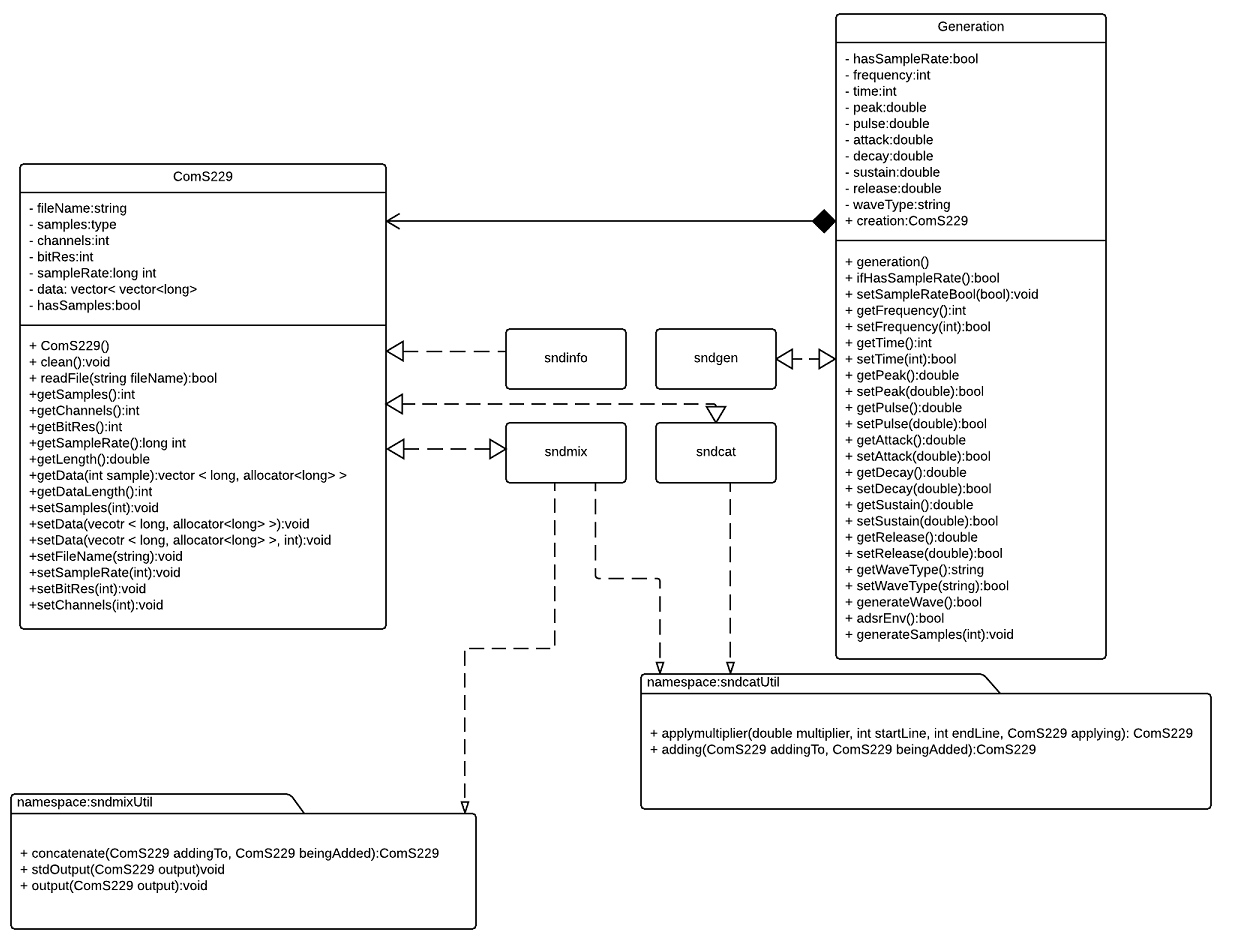 Generation
- hasSampleRate:bool
- frequency:int
- time:int
- peak:double
- pulse:double
- attack:double
- decay:double
- sustain:double
- release:double
- waveType:string
+ creation:ComS229
+ generation()
+ ifHasSampleRate():bool
+ setSampleRateBool(bool):void
+ getFrequency():int
+ setFrequency(int):bool
+ getTime():int
+ setTime(int):bool
+ getPeak():double
+ setPeak(double):bool
+ getPulse():double
+ setPulse(double):bool
+ getAttack():double
+ setAttack(double):bool
+ getDecay():double
+ setDecay(double):bool
+ getSustain():double
+ setSustain(double):bool
+ getRelease():double
+ setRelease(double):bool
+ getWaveType():string
+ setWaveType(string):bool
+ generateWave():bool
+ adsrEnv():bool
+ generateSamples(int):void
ComS229
- fileName:string
- samples:type
- channels:int
- bitRes:int
- sampleRate:long int
- data: vector< vector<long>
- hasSamples:bool
+ ComS229()
+ clean():void
+ readFile(string fileName):bool
+getSamples():int
+getChannels():int
+getBitRes():int
+getSampleRate():long int
+getLength():double
+getData(int sample):vector < long, allocator<long> >
+getDataLength():int
+setSamples(int):void
+setData(vecotr < long, allocator<long> >):void
+setData(vecotr < long, allocator<long> >, int):void
+setFileName(string):void
+setSampleRate(int):void
+setBitRes(int):void
+setChannels(int):void
sndinfo
sndgen
sndmix
sndcat
namespace:sndcatUtil
+ applymultiplier(double multiplier, int startLine, int endLine, ComS229 applying): ComS229
+ adding(ComS229 addingTo, ComS229 beingAdded):ComS229
namespace:sndmixUtil
+ concatenate(ComS229 addingTo, ComS229 beingAdded):ComS229
+ stdOutput(ComS229 output)void
+ output(ComS229 output):void